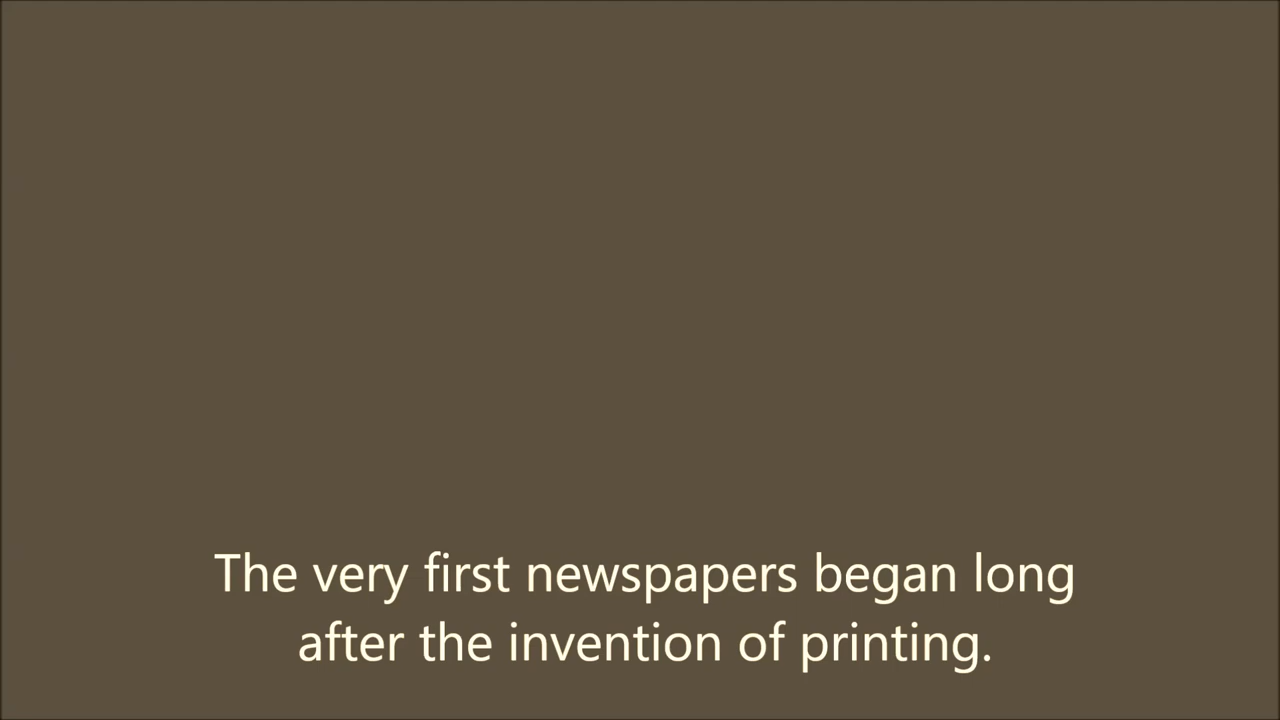 The very first newspapers began long
after the invention of printing.